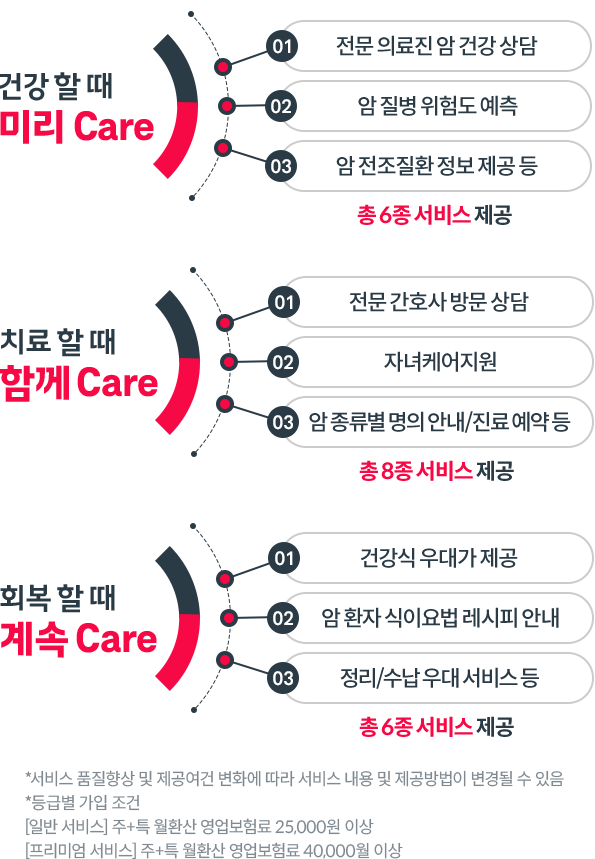 건강 할 때
미리 Care
01 전문 의료진 암 건강 상담
02 암 질병 위험도 예측
03 암 전조질환 정보 제공 등
총 6종 서비스 제공
치료 할 때
함께 Care
01 전문 간호사 방문 상담
02 자녀케어지원
03 암 종류별 명의 안내/진료 예약 등
총 8종 서비스 제공
회복 할 때
계속 Care
01 건강식 우대가 제공
02 암 환자 식이요법 레시피 안내
03 정리/수납 우대 서비스 등
총 6종 서비스 제공
*서비스 품질향상 및 제공여건 변화에 따라 서비스 내용 및 제공방법이 변경될 수 있음
*등급별 가입 조건
[일반 서비스] 주+특 월환산 영업보험료 25,000원 이상
[프리미엄 서비스] 주+특 월환산 영업보험료 40,000월 이상